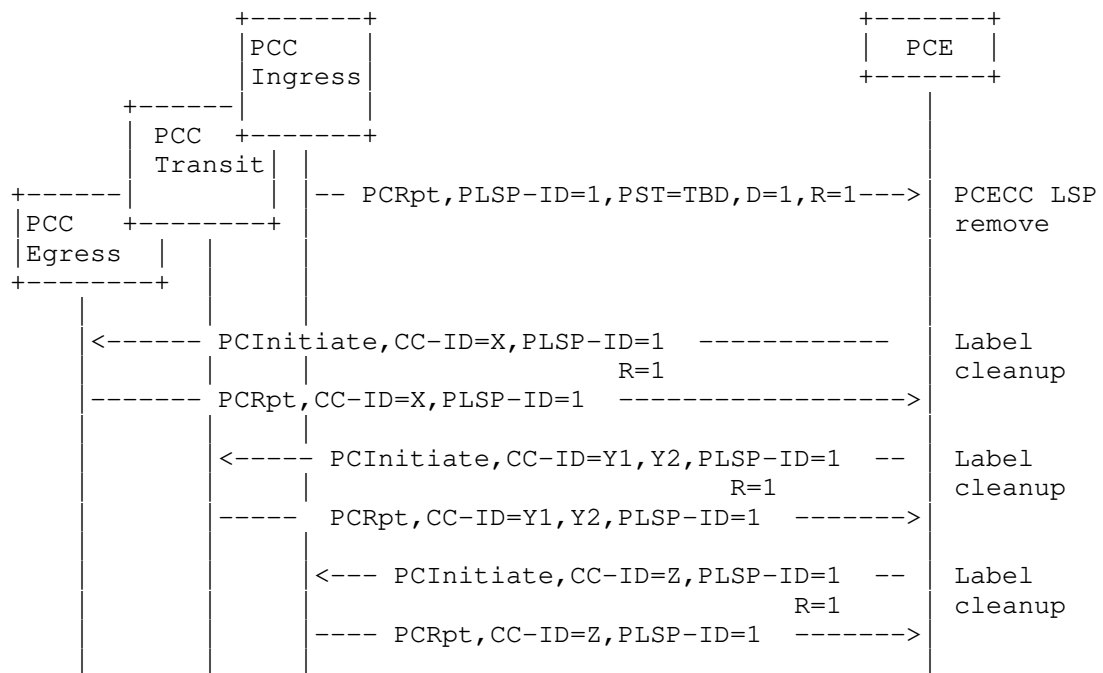 PCC PCE
Ingress
PCC
Transit
-- PCRpt,PLSP-ID=1,PST=TBD,D=1,R=1---> PCECC LSP
PCC remove
Egress
<------ PCInitiate,CC-ID=X,PLSP-ID=1 ------------ Label
R=1 cleanup
------- PCRpt,CC-ID=X,PLSP-ID=1 ------------------>
<----- PCInitiate,CC-ID=Y1,Y2,PLSP-ID=1 -- Label
R=1 cleanup
----- PCRpt,CC-ID=Y1,Y2,PLSP-ID=1 ------->
<--- PCInitiate,CC-ID=Z,PLSP-ID=1 -- Label
R=1 cleanup
---- PCRpt,CC-ID=Z,PLSP-ID=1 ------->